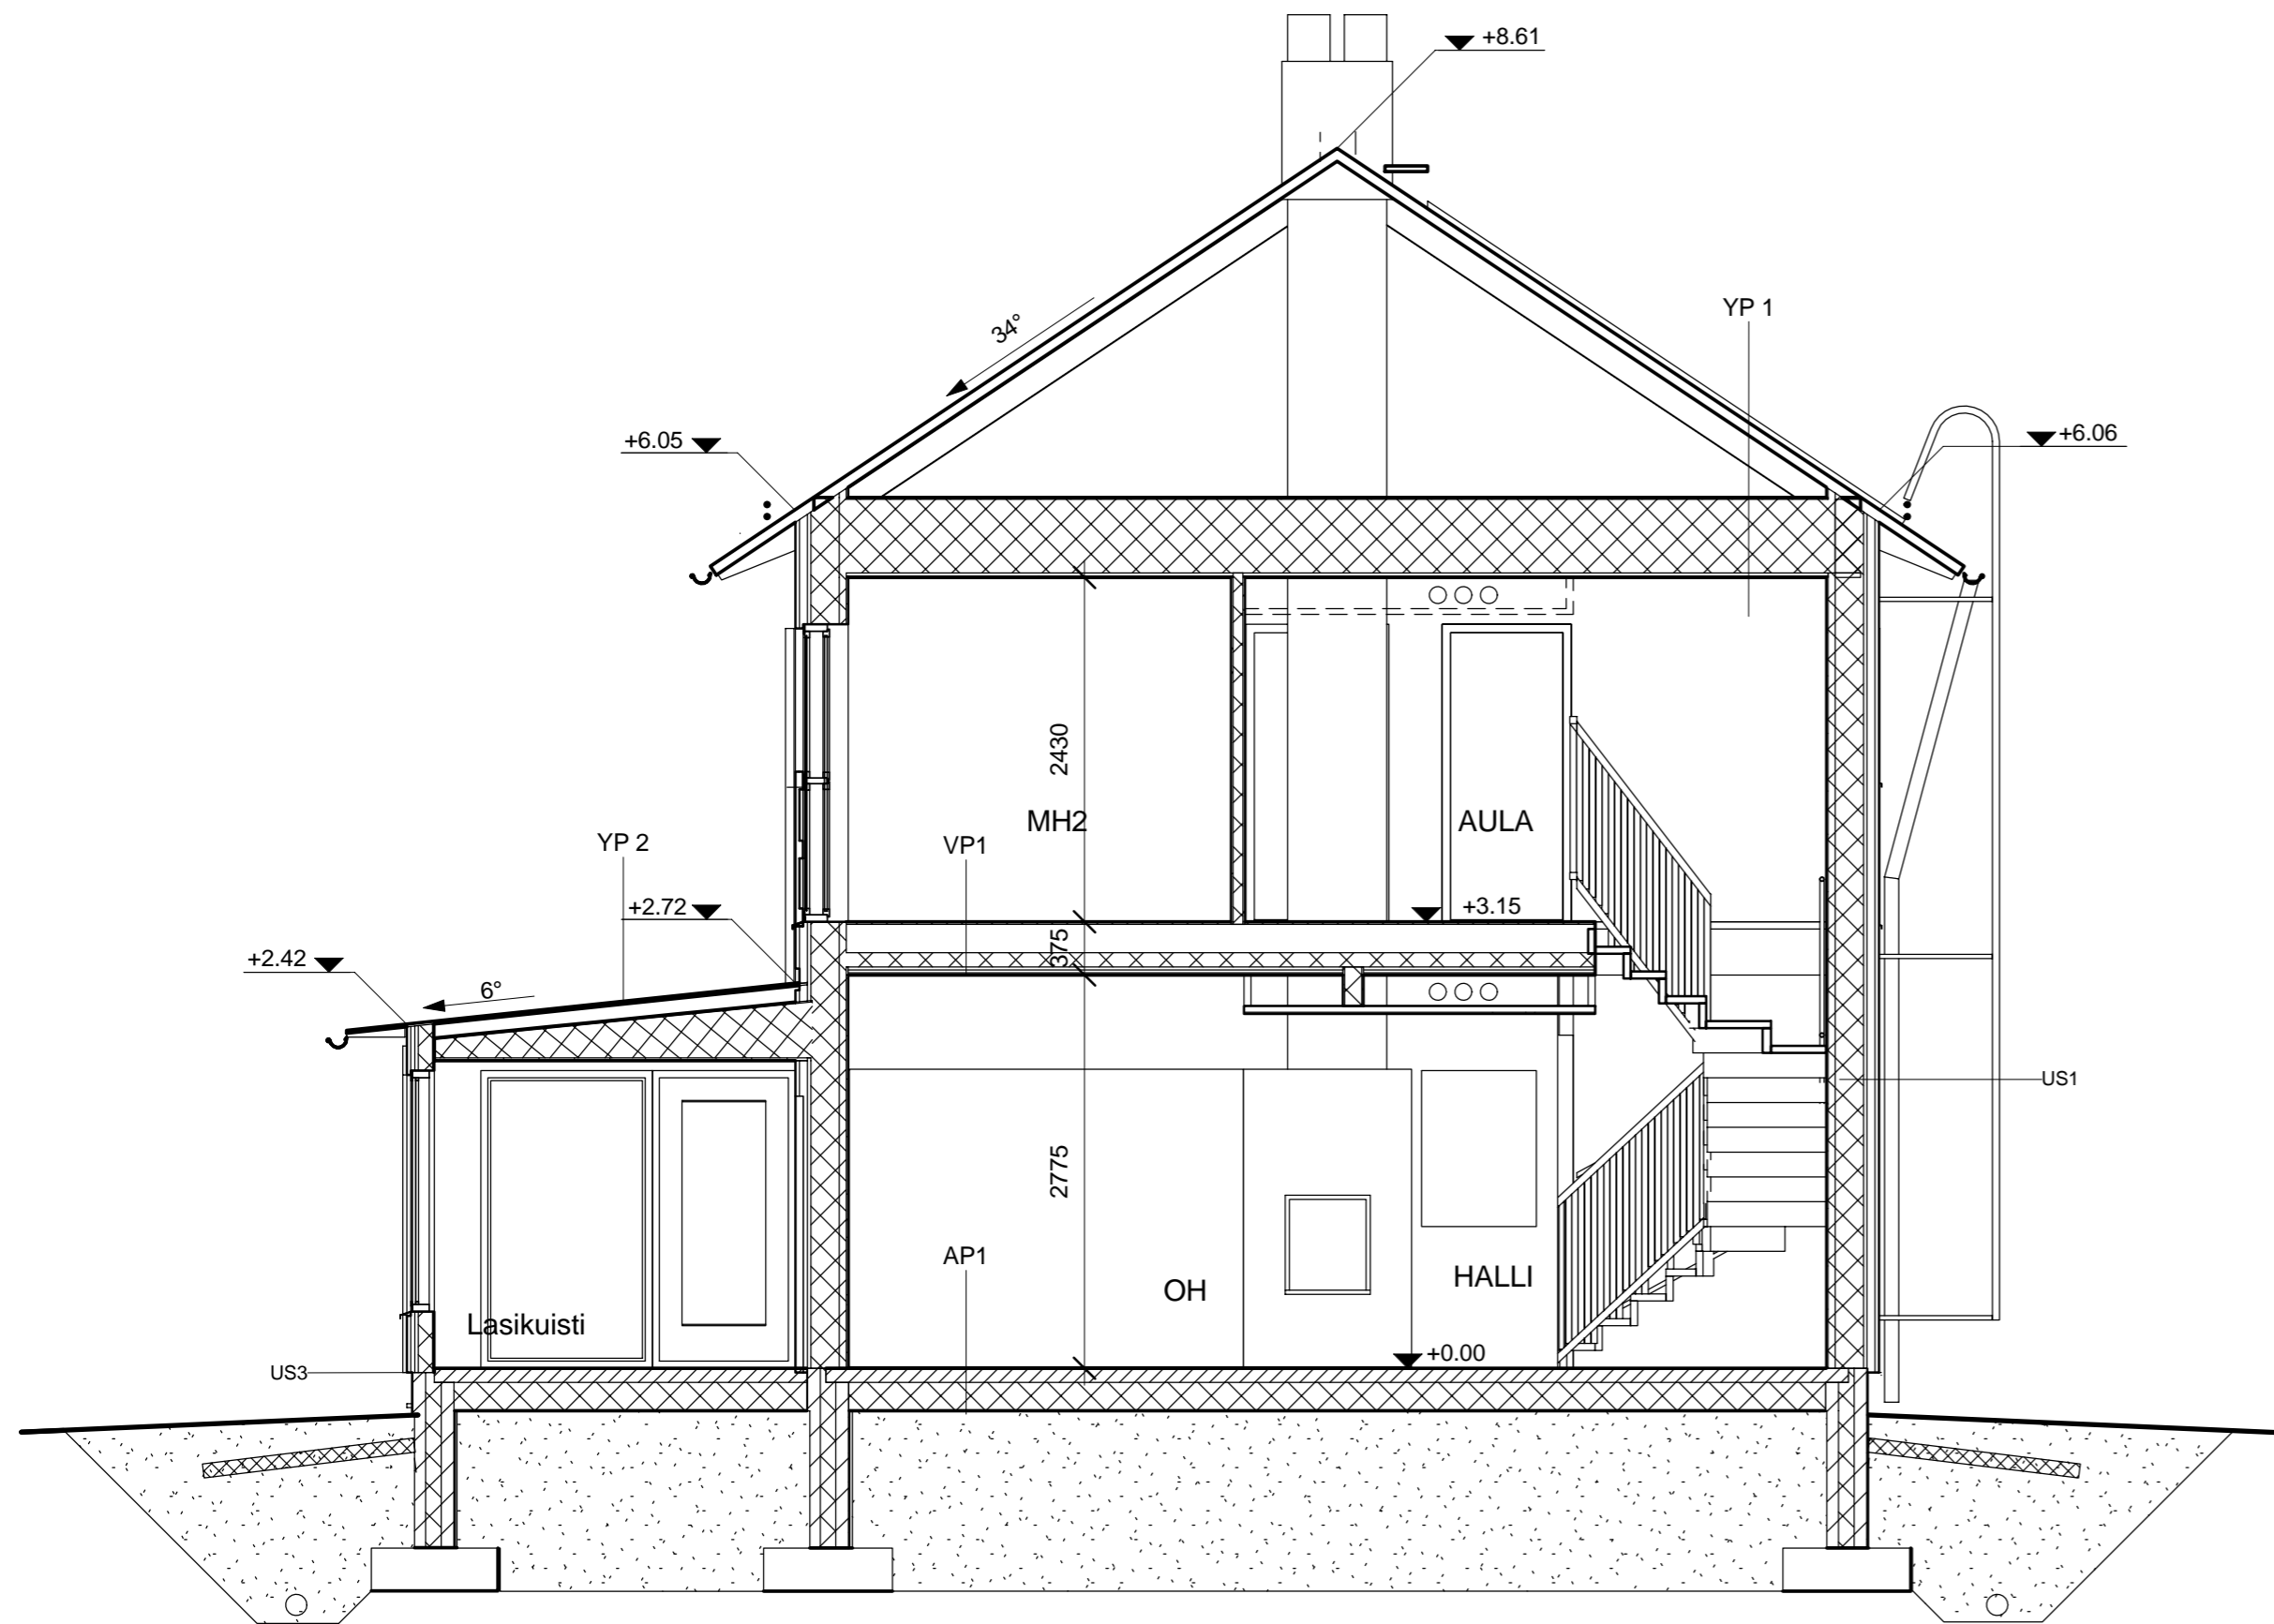 +8.61
YP 1
34°
+6.05
+6.06
2430
MH2
AULA
YP 2
VP1
+2.72
+3.15
375
+2.42
6°
US1
2775
AP1
OH
HALLI
Lasikuisti
+0.00
US3